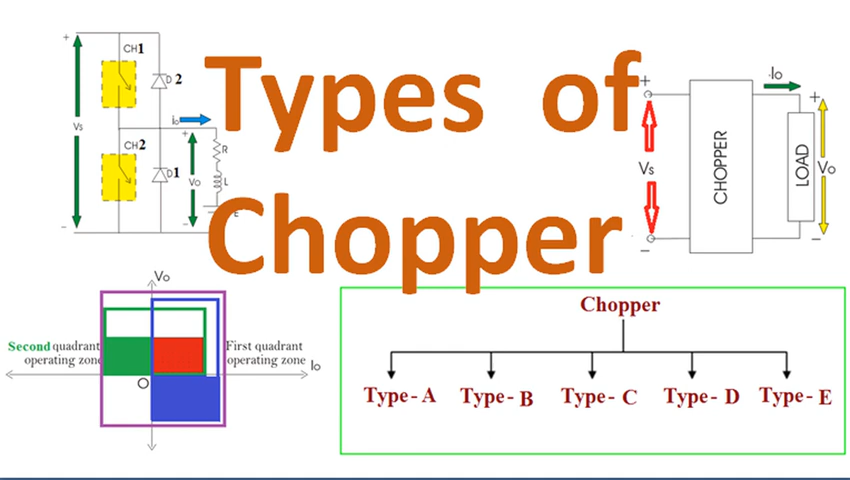 Types of
Chopper
+
CH1
D 2
Vs
io
+
R
CH2
D1
Vo
L
E
−
−
Io
+
+
CHOPPER
LOAD
Vs
Vo
−
−
Vo
Second quadrant
operating zone
First quadrant
operating zone
Io
O
Chopper
Type-A Type-B Type-C Type-D Type-E